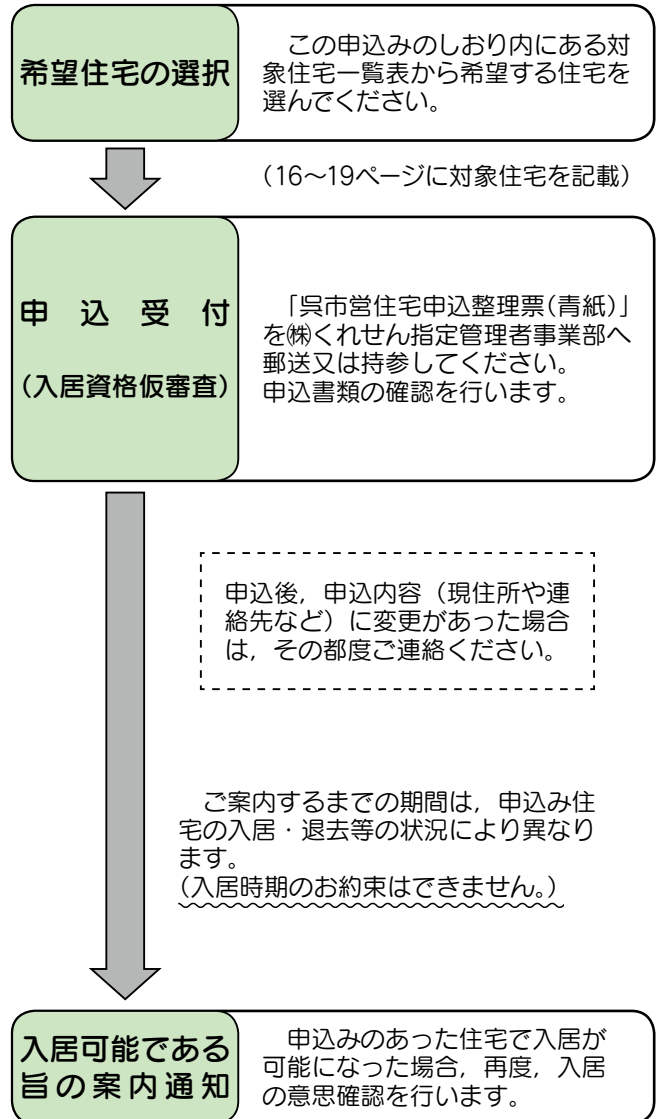 希望住宅の選択
　この申込みのしおり内にある対
象住宅一覧表から希望する住宅を
選んでください。
（16〜19ページに対象住宅を記載）
申　込　受　付
（入居資格仮審査）
　「呉市営住宅申込整理票（青紙）」
を㈱くれせん指定管理者事業部へ
郵送又は持参してください。
申込書類の確認を行います。
申込後，申込内容（現住所や連
絡先など）に変更があった場合
は，その都度ご連絡ください。
　ご案内するまでの期間は，申込み住
宅の入居・退去等の状況により異なり
ます。
（入居時期のお約束はできません。）
入居可能である
旨の案内通知
　申込みのあった住宅で入居が
可能になった場合，再度，入居
の意思確認を行います。